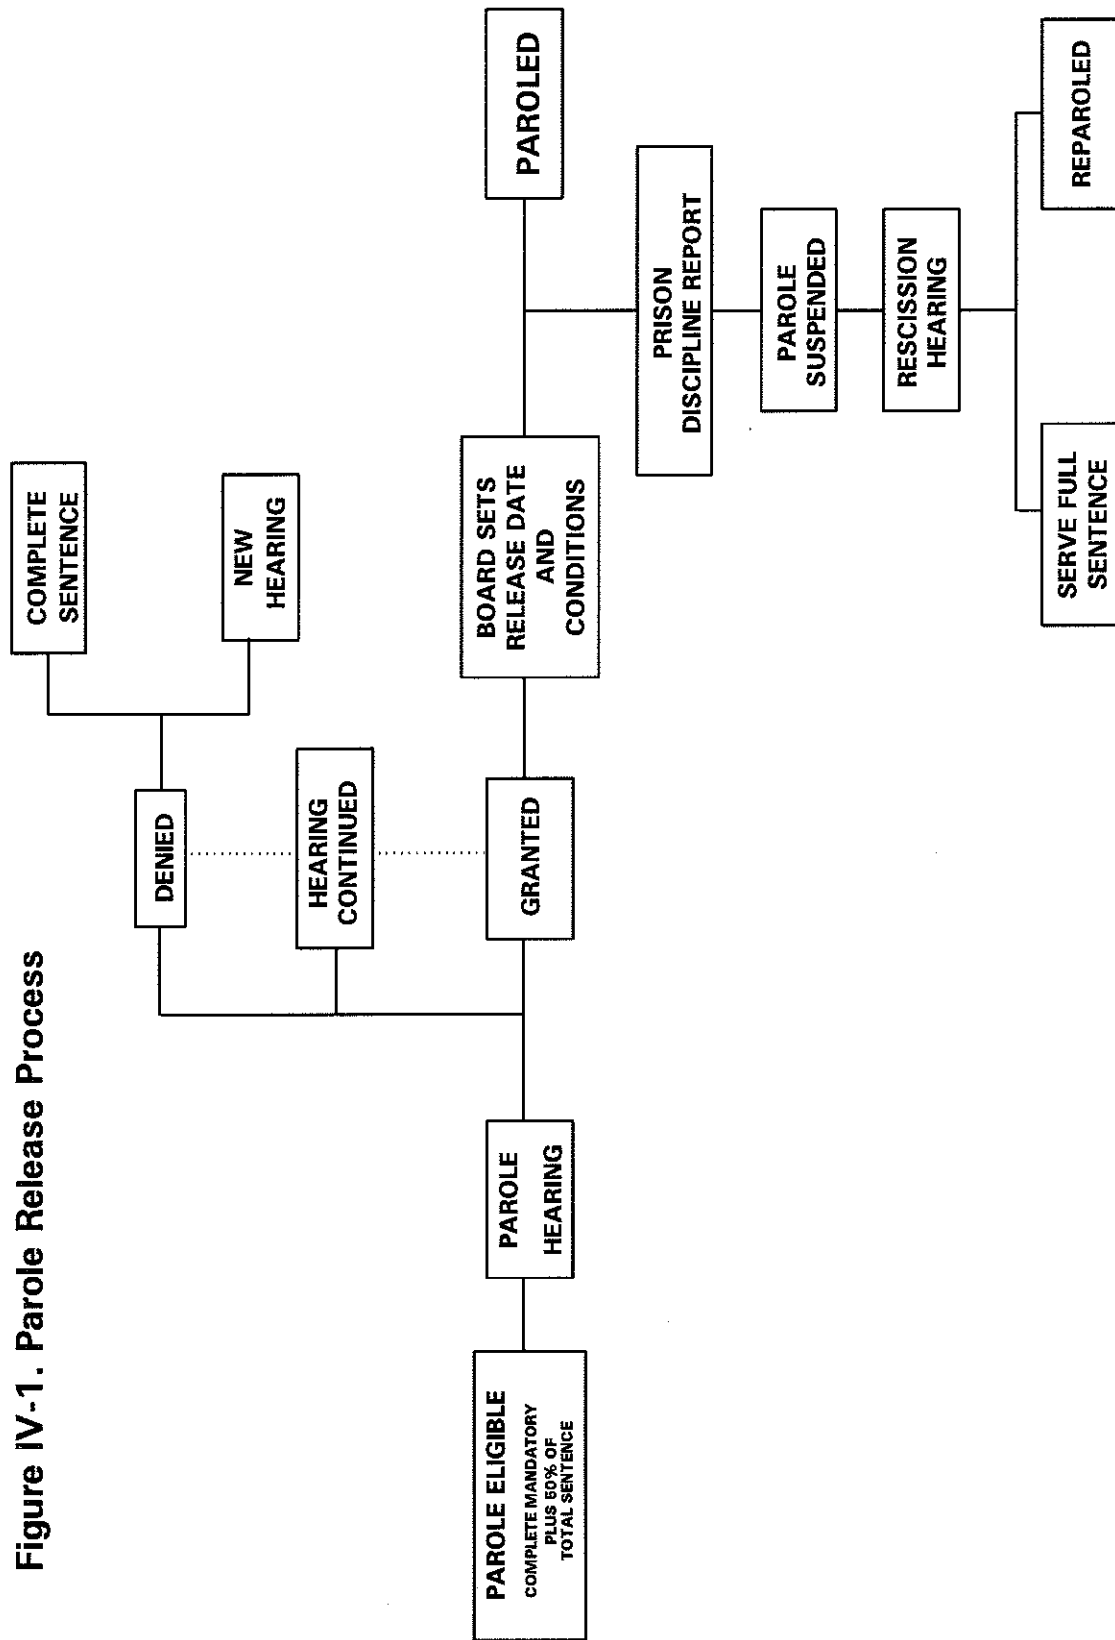 Figure IV-1. Parole Release Process
COMPLETE
SENTENCE
DENIED
NEW
HEARING
HEARING
CONTINUED
PAROLE ELIGIBLE
COMPLETE MANDATORY
PLUS 50% OF
TOTAL SENTENCE
PAROLE
HEARING
GRANTED
BOARD SETS
RELEASE DATE
AND
CONDITIONS
PAROLED
PRISON
DISCIPLINE REPORT
PAROLE
SUSPENDED
RESCISSION
HEARING
SERVE FULL
SENTENCE
REPAROLED